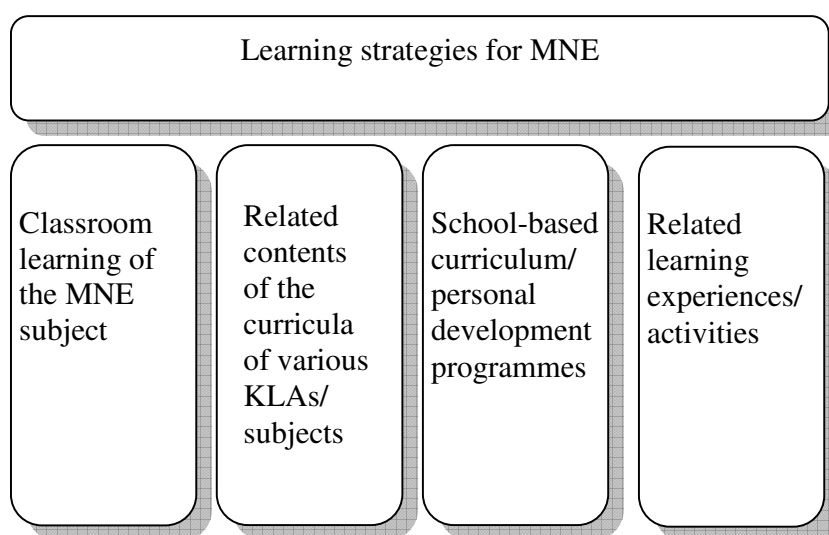 Learning strategies for MNE
Classroom
learning of
the MNE
subject
Related
contents
of the
curricula
of various
KLAs/
subjects
School-based
curriculum/
personal
development
programmes
Related
learning
experiences/
activities